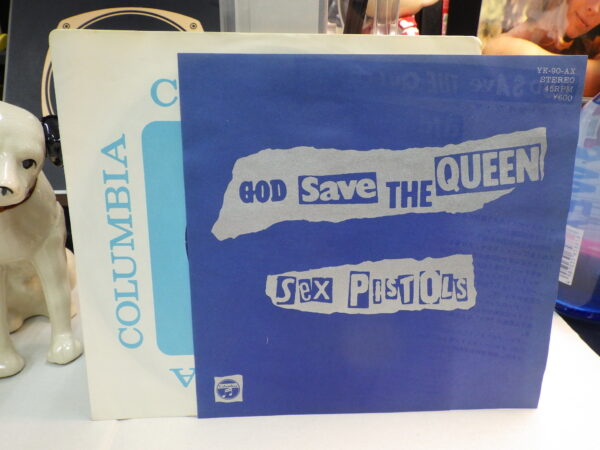 YK-90-AX
STEREO
45RPM
¥600
GOD Save THE QUEEN
SEX PISTOLS
COLUMBIA
C
A